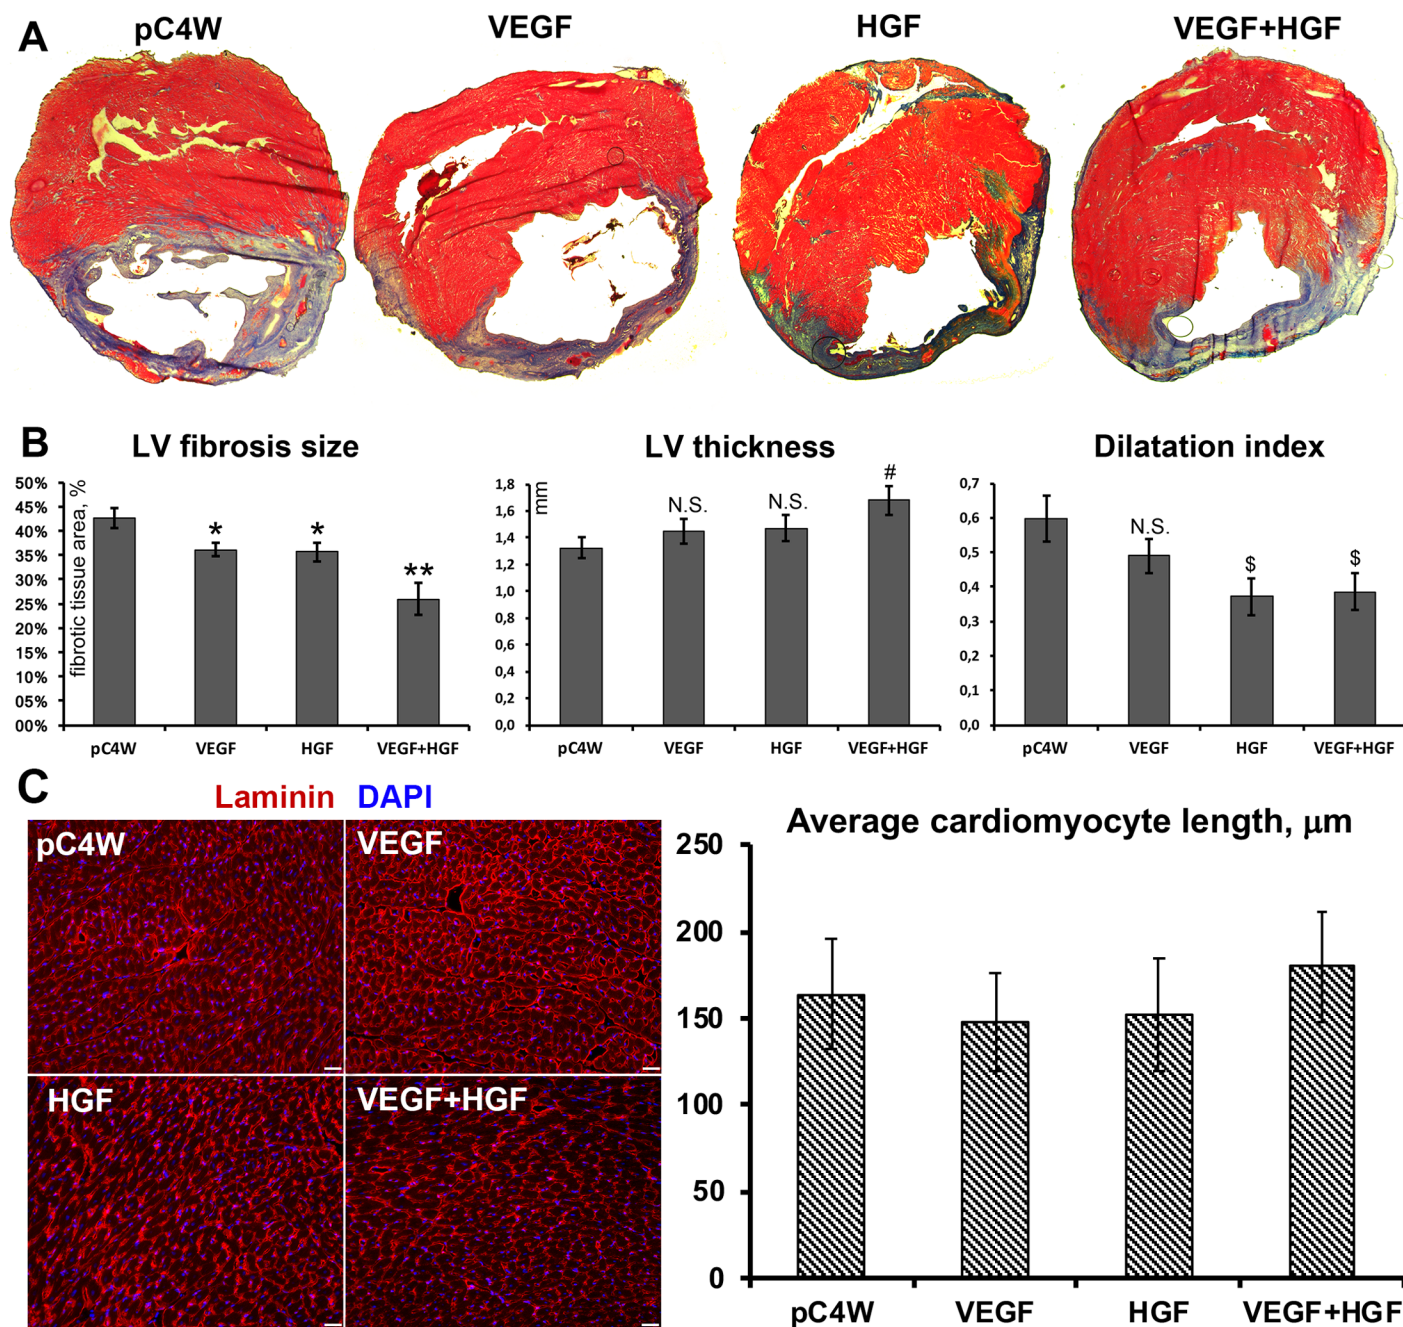 A
pC4W VEGF HGF VEGF+HGF
B
LV fibrosis size
fibrotic tissue area, %
50%
45%
40%
35%
30%
25%
20%
15%
10%
05%
00%
* * **
pC4W VEGF HGF VEGF+HGF
LV thickness
mm
1,8
1,6
1,4
1,2
1,0
0,8
0,6
0,4
0,2
0,0
N.S. N.S. #
pC4W VEGF HGF VEGF+HGF
Dilatation index
0,7
0,6
0,5
0,4
0,3
0,2
0,1
0,0
N.S. $ $
pC4W VEGF HGF VEGF+HGF
C
Laminin DAPI
pC4W VEGF
HGF VEGF+HGF
Average cardiomyocyte length, μm
250
200
150
100
50
0
pC4W VEGF HGF VEGF+HGF